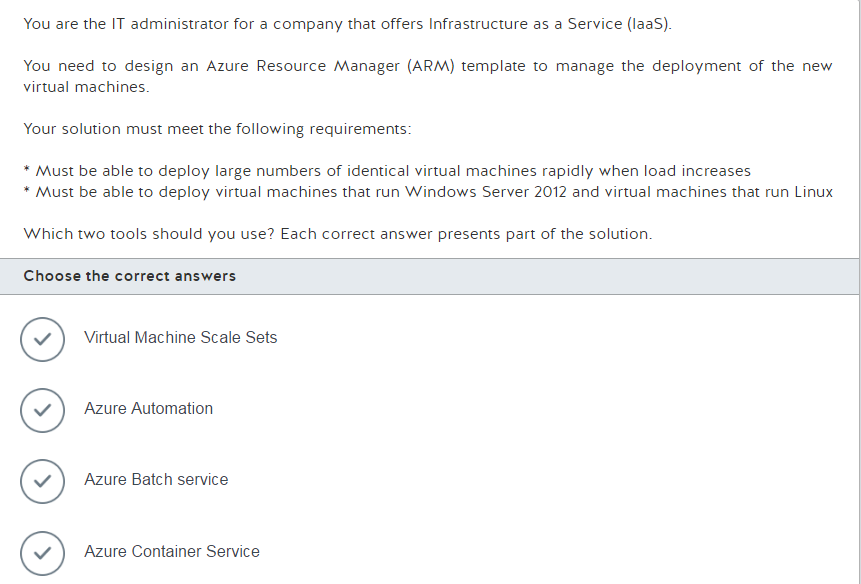 You are the IT administrator for a company that offers Infrastructure as a Service (IaaS).
You need to design an Azure Resource Manager (ARM) template to manage the deployment of the new
virtual machines.
Your solution must meet the following requirements:
* Must be able to deploy large numbers of identical virtual machines rapidly when load increases
* Must be able to deploy virtual machines that run Windows Server 2012 and virtual machines that run Linux
Which two tools should you use? Each correct answer presents part of the solution.
Choose the correct answers
Virtual Machine Scale Sets
Azure Automation
Azure Batch service
Azure Container Service